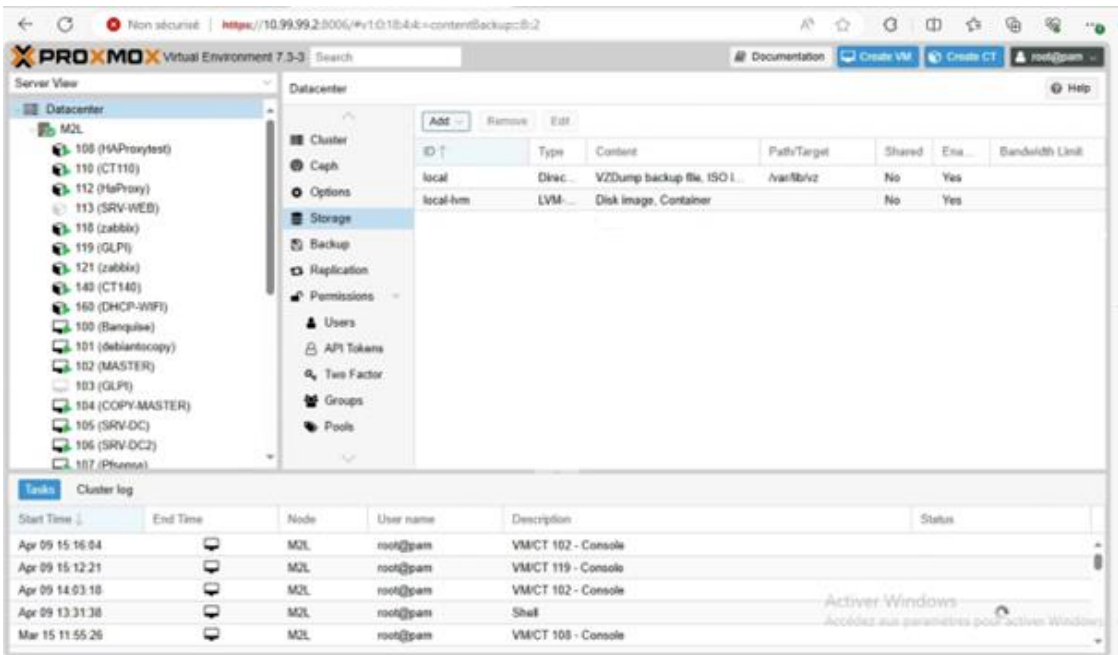 Non sécurisé https://10.99.99.2:8006/#v1:0:18:4:4:=contentBackup::8::2
PROXMOX Virtual Environment 7.3-3 Search Documentation Create VM Create CT root@pam
Server View
Datacenter
M2L
108 (HAProxytest)
110 (CT110)
112 (HaProxy)
113 (SRV-WEB)
118 (zabbix)
119 (GLPI)
121 (zabbix)
140 (CT140)
160 (DHCP-WIFI)
100 (Banquise)
101 (debiantocopy)
102 (MASTER)
103 (GLPI)
104 (COPY-MASTER)
105 (SRV-DC)
106 (SRV-DC2)
107 (Pfsense)
Datacenter Help
Cluster
Ceph
Options
Storage
Backup
Replication
Permissions
Users
API Tokens
Two Factor
Groups
Pools
Add Remove Edit
ID Type Content Path/Target Shared Ena... Bandwidth Limit
local Direc... VZDump backup file, ISO i... /var/lib/vz No Yes
local-lvm LVM-... Disk image, Container No Yes
Tasks Cluster log
Start Time End Time Node User name Description Status
Apr 09 15:16:04 M2L root@pam VM/CT 102 - Console
Apr 09 15:12:21 M2L root@pam VM/CT 119 - Console
Apr 09 14:03:18 M2L root@pam VM/CT 102 - Console
Apr 09 13:31:38 M2L root@pam Shell
Mar 15 11:55:26 M2L root@pam VM/CT 108 - Console
Activer Windows
Accédez aux paramètres pour activer Windows